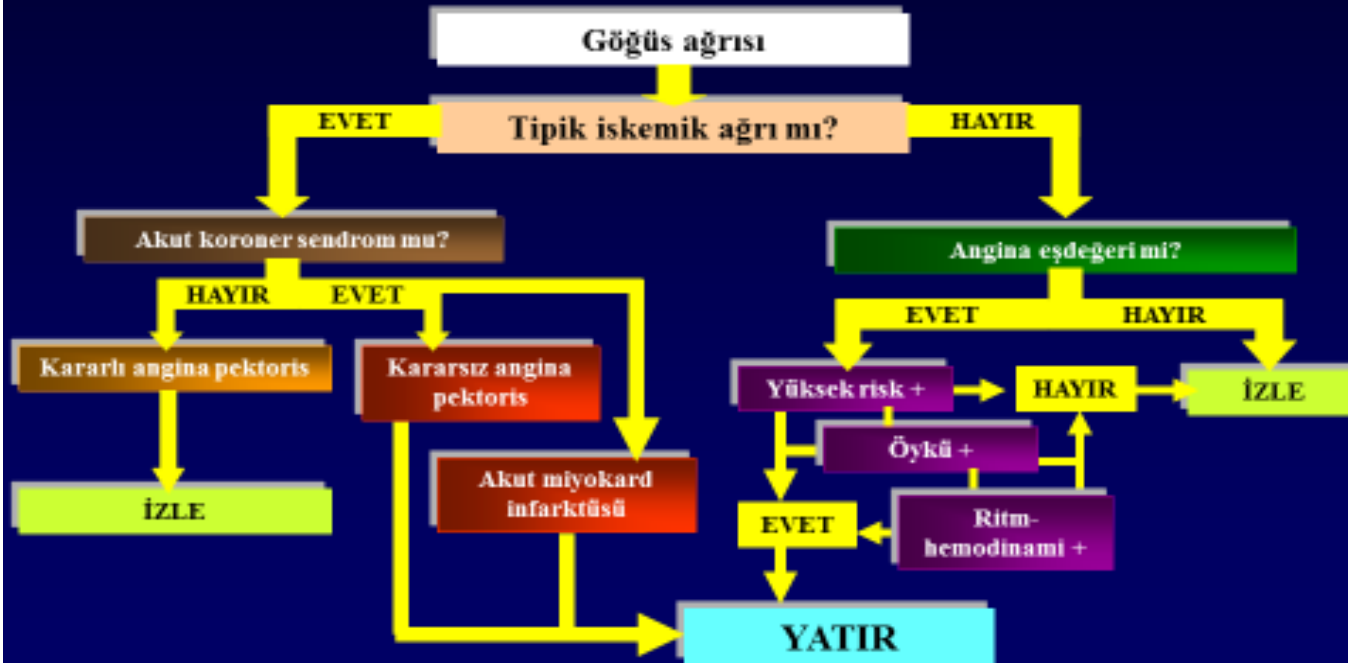 Göğüs ağrısı
Tipik iskemik ağrı mı?
EVET
HAYIR
Akut koroner sendrom mu?
Angina eşdeğeri mi?
HAYIR
EVET
EVET
HAYIR
Kararlı angina pektoris
Kararsız angina
pektoris
Yüksek risk +
HAYIR
İZLE
Öykü +
Akut miyokard
infarktüsü
İZLE
EVET
Ritm-
hemodinami +
YATIR